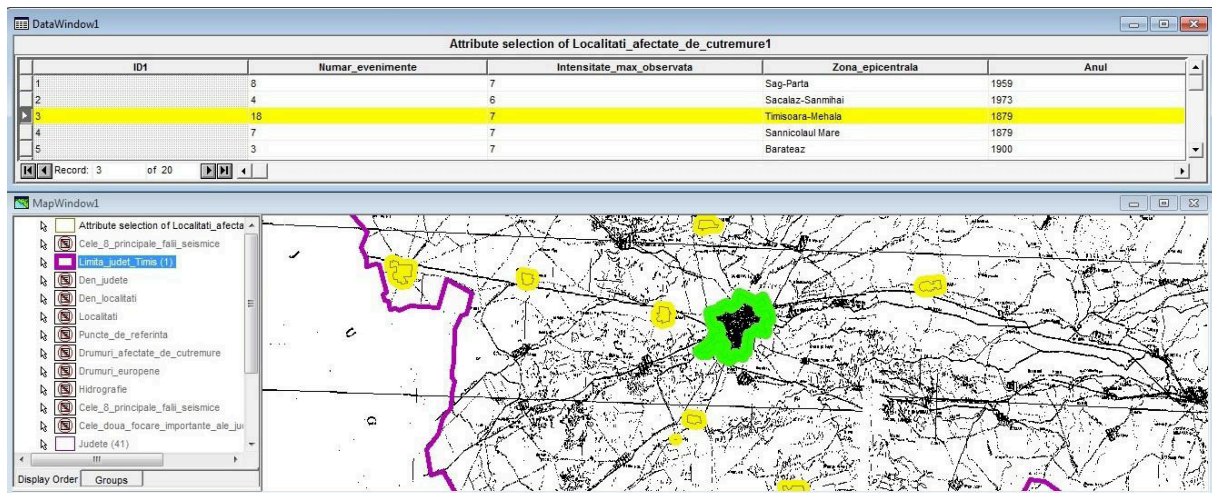 DataWindow1
Attribute selection of Localitati_afectate_de_cutremure1
ID1 Numar_evenimente Intensitate_max_observata Zona_epicentrala Anul
1 8 7 Sag-Parta 1959
2 4 6 Sacalaz-Sanmihai 1973
3 18 7 Timisoara-Mehala 1879
4 7 7 Sannicolaul Mare 1879
5 3 7 Barateaz 1900
Record: 3 of 20
MapWindow1
Attribute selection of Localitati_afecta
Cele_8_principale_falii_seismice
Limita_judet_Timis (1)
Den_judete
Den_localitati
Localitati
Puncte_de_referinta
Drumuri_afectate_de_cutremure
Drumuri_europene
Hidrografie
Cele_8_principale_falii_seismice
Cele_doua_focare_importante_ale_ju
Judete (41)
Display Order Groups